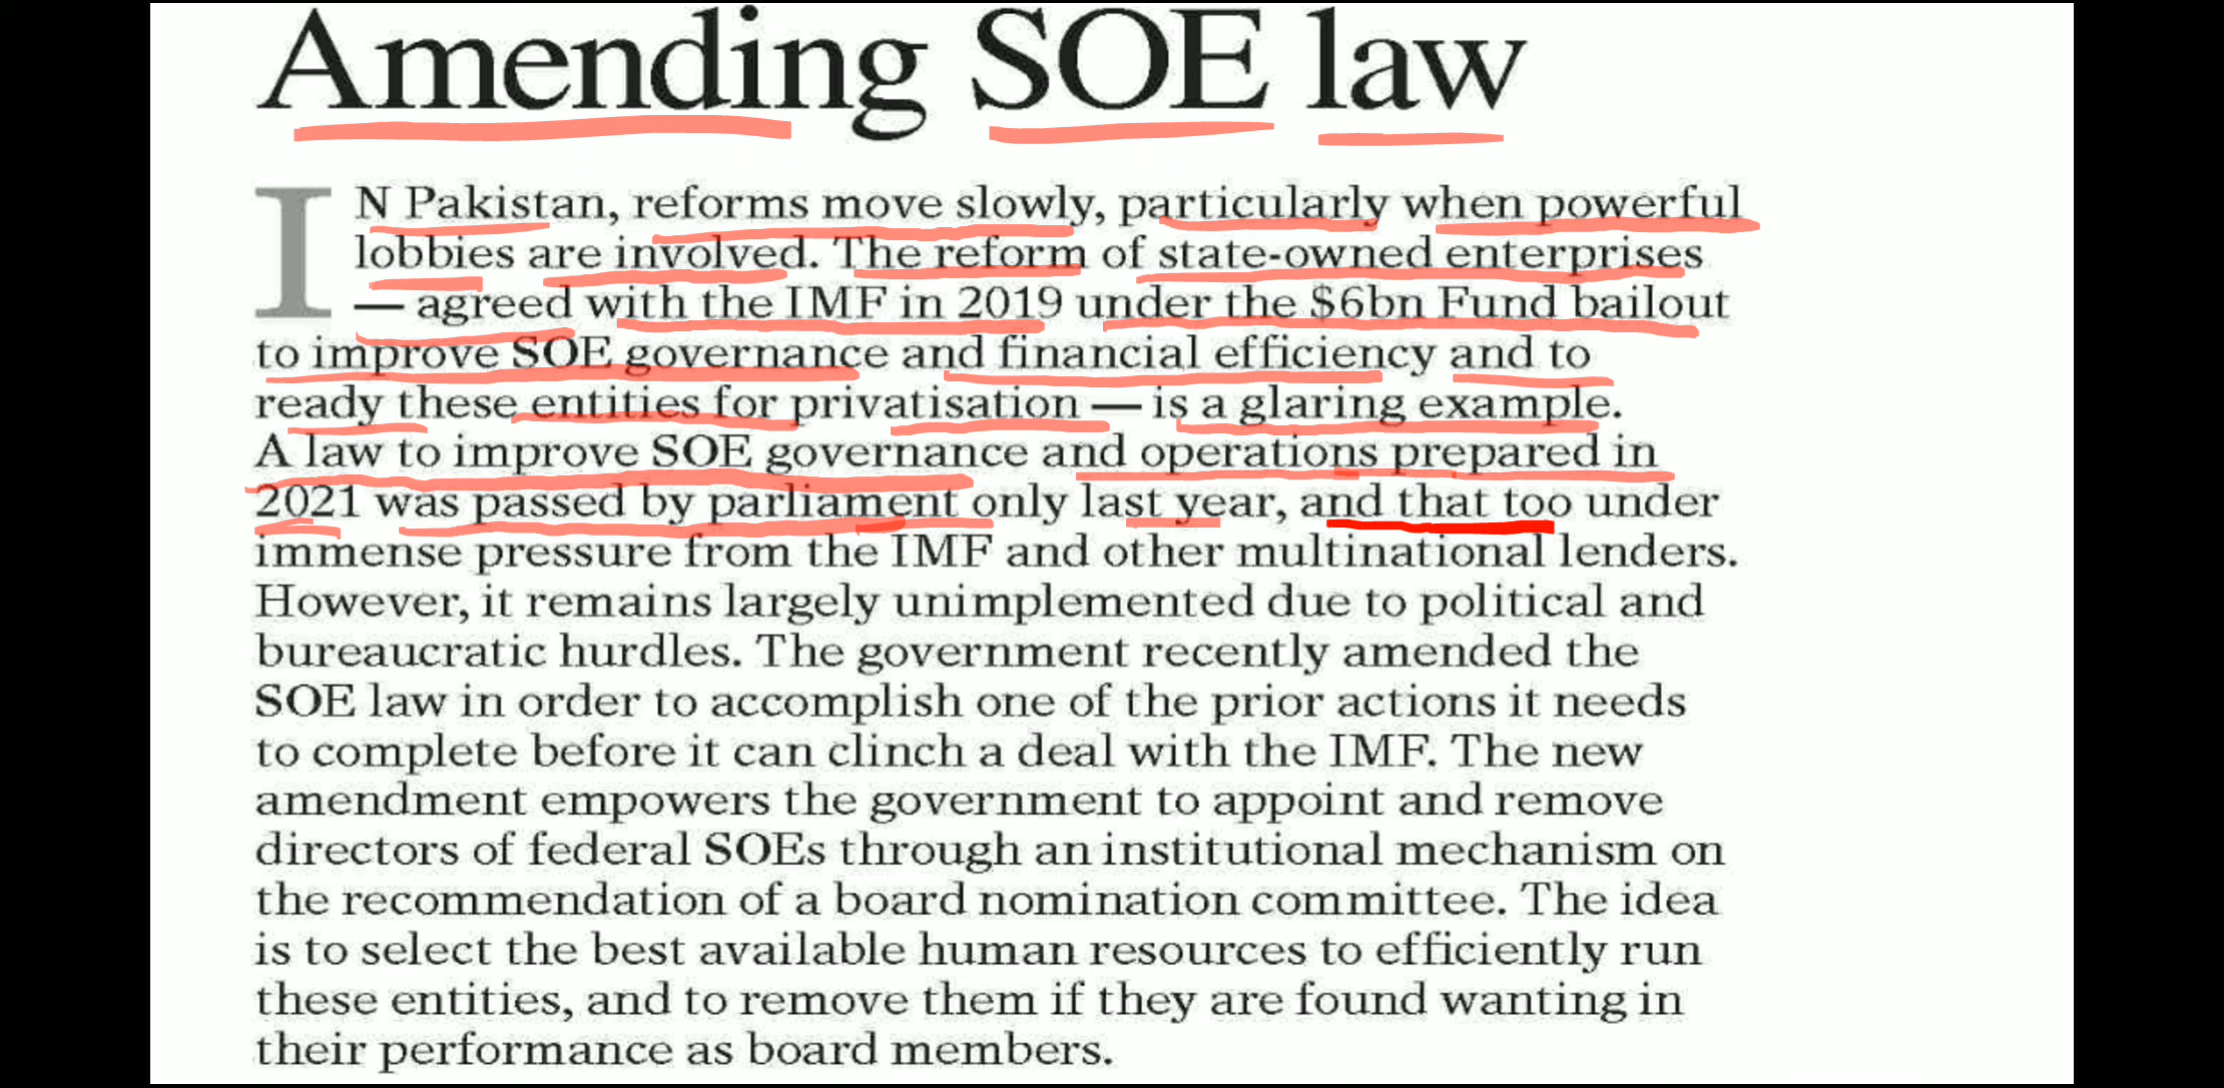 Amending SOE law
IN Pakistan, reforms move slowly, particularly when powerful
lobbies are involved. The reform of state-owned enterprises
— agreed with the IMF in 2019 under the $6bn Fund bailout
to improve SOE governance and financial efficiency and to
ready these entities for privatisation — is a glaring example.
A law to improve SOE governance and operations prepared in
2021 was passed by parliament only last year, and that too under
immense pressure from the IMF and other multinational lenders.
However, it remains largely unimplemented due to political and
bureaucratic hurdles. The government recently amended the
SOE law in order to accomplish one of the prior actions it needs
to complete before it can clinch a deal with the IMF. The new
amendment empowers the government to appoint and remove
directors of federal SOEs through an institutional mechanism on
the recommendation of a board nomination committee. The idea
is to select the best available human resources to efficiently run
these entities, and to remove them if they are found wanting in
their performance as board members.